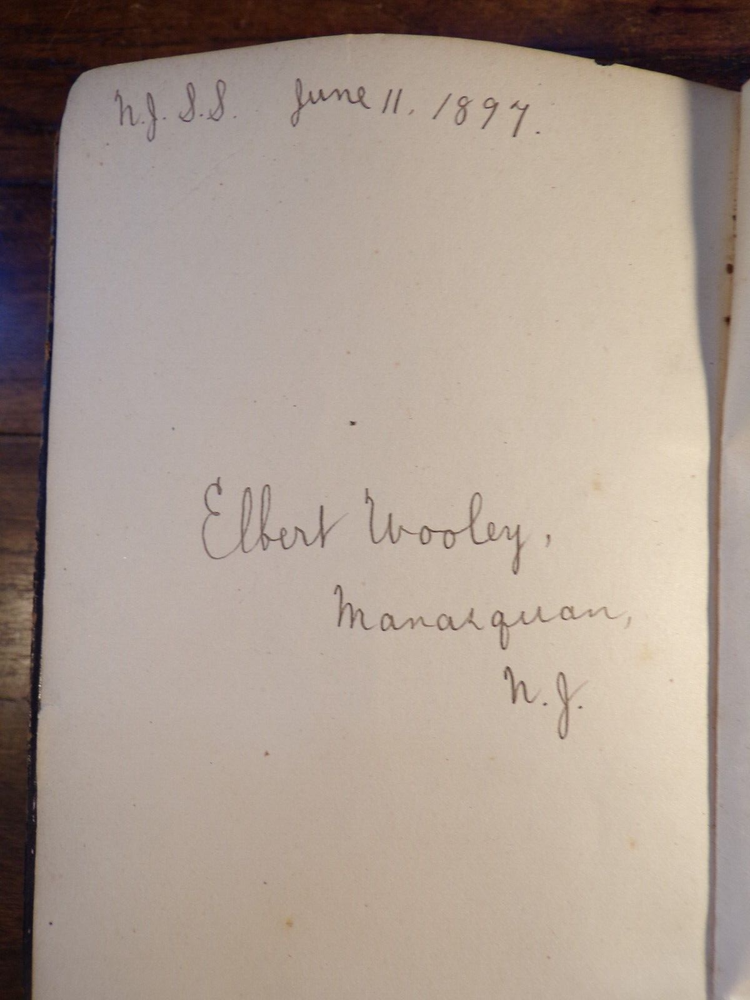 N.J. S.S. June 11, 1897.
Elbert Wooley,
Manasquan,
N.J.